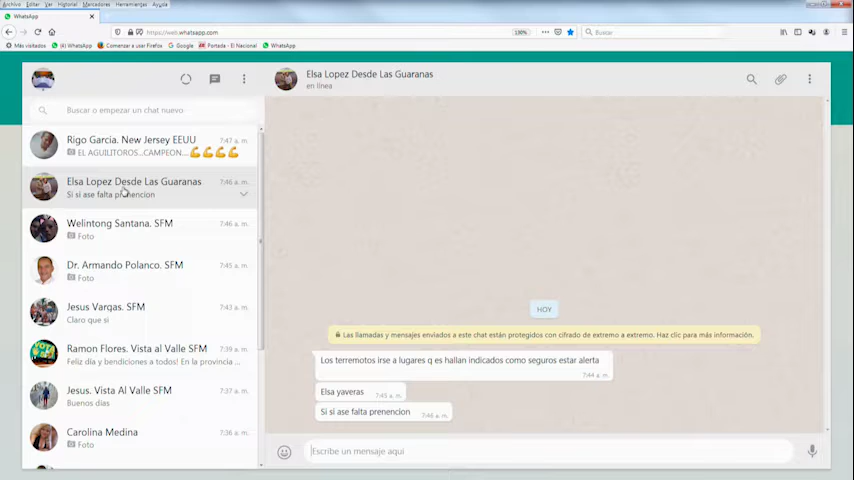 Archivo Editar Ver Historial Marcadores Herramientas Ayuda
WhatsApp
https://web.whatsapp.com
130%
Buscar
Más visitados (4) WhatsApp Comenzar a usar Firefox Google Portada - El Nacional WhatsApp
Elsa Lopez Desde Las Guaranas
en línea
Buscar o empezar un chat nuevo
Rigo Garcia. New Jersey EEUU 7:47 a. m.
EL AGUILITOROS...CAMPEON...
Elsa Lopez Desde Las Guaranas 7:46 a. m.
Si si ase falta prenencion
Welintong Santana. SFM 7:46 a. m.
Foto
Dr. Armando Polanco. SFM 7:45 a. m.
Foto
Jesus Vargas. SFM 7:43 a. m.
Claro que si
Ramon Flores. Vista al Valle SFM 7:39 a. m.
Feliz día y bendiciones a todos! En la provincia ...
Jesus. Vista Al Valle SFM 7:37 a. m.
Buenos dias
Carolina Medina 7:36 a. m.
Foto
HOY
Las llamadas y mensajes enviados a este chat están protegidos con cifrado de extremo a extremo. Haz clic para más información.
Los terremotos irse a lugares q es hallan indicados como seguros estar alerta
7:44 a. m.
Elsa yaveras 7:45 a. m.
Si si ase falta prenencion 7:46 a. m.
Escribe un mensaje aquí